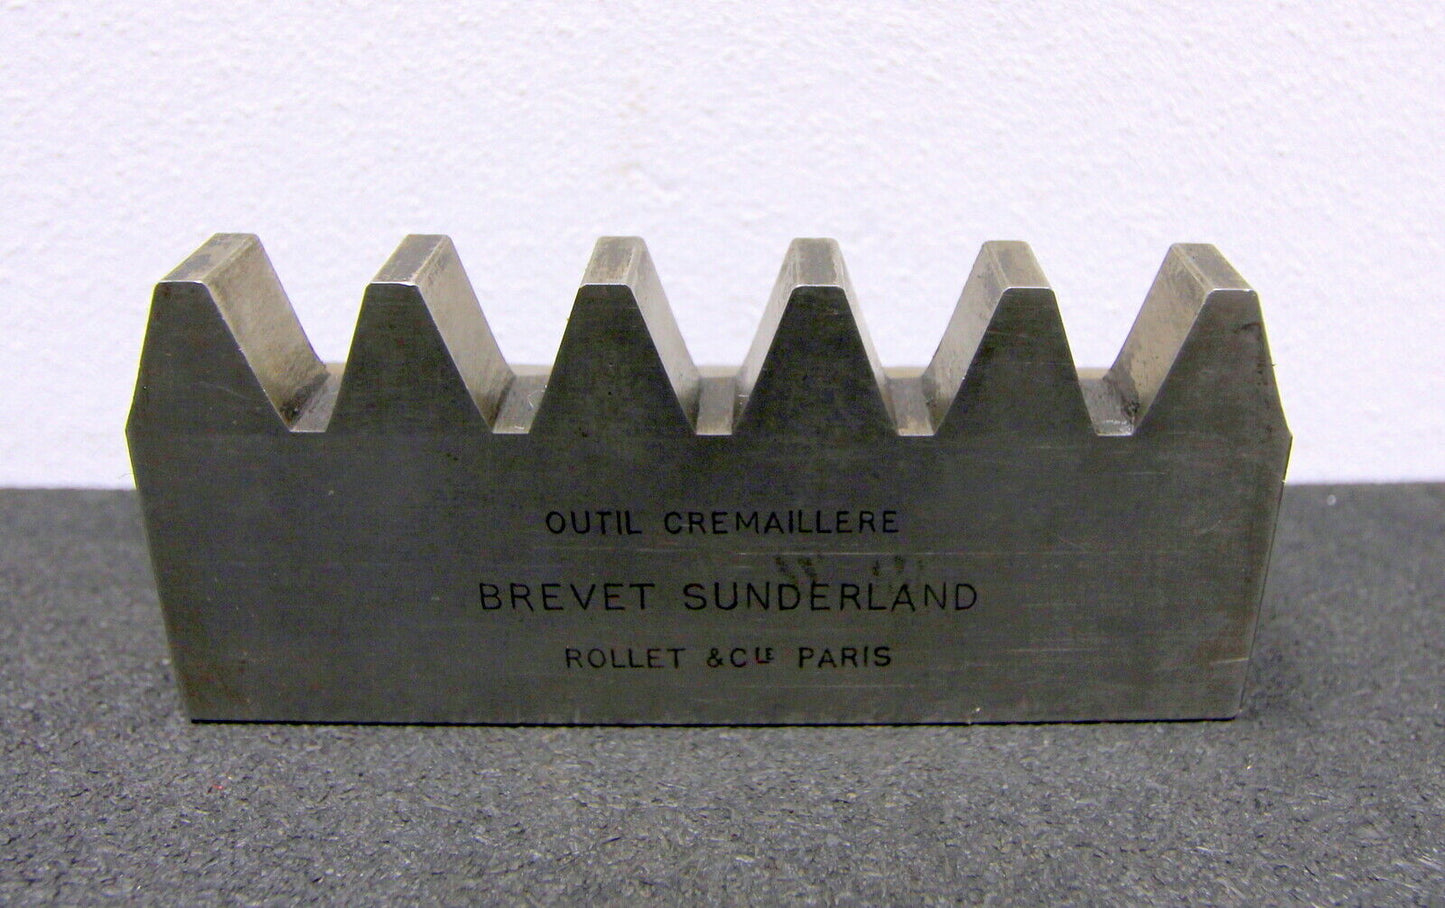 OUTIL CREMAILLERE
BREVET SUNDERLAND
ROLLET & CIE PARIS